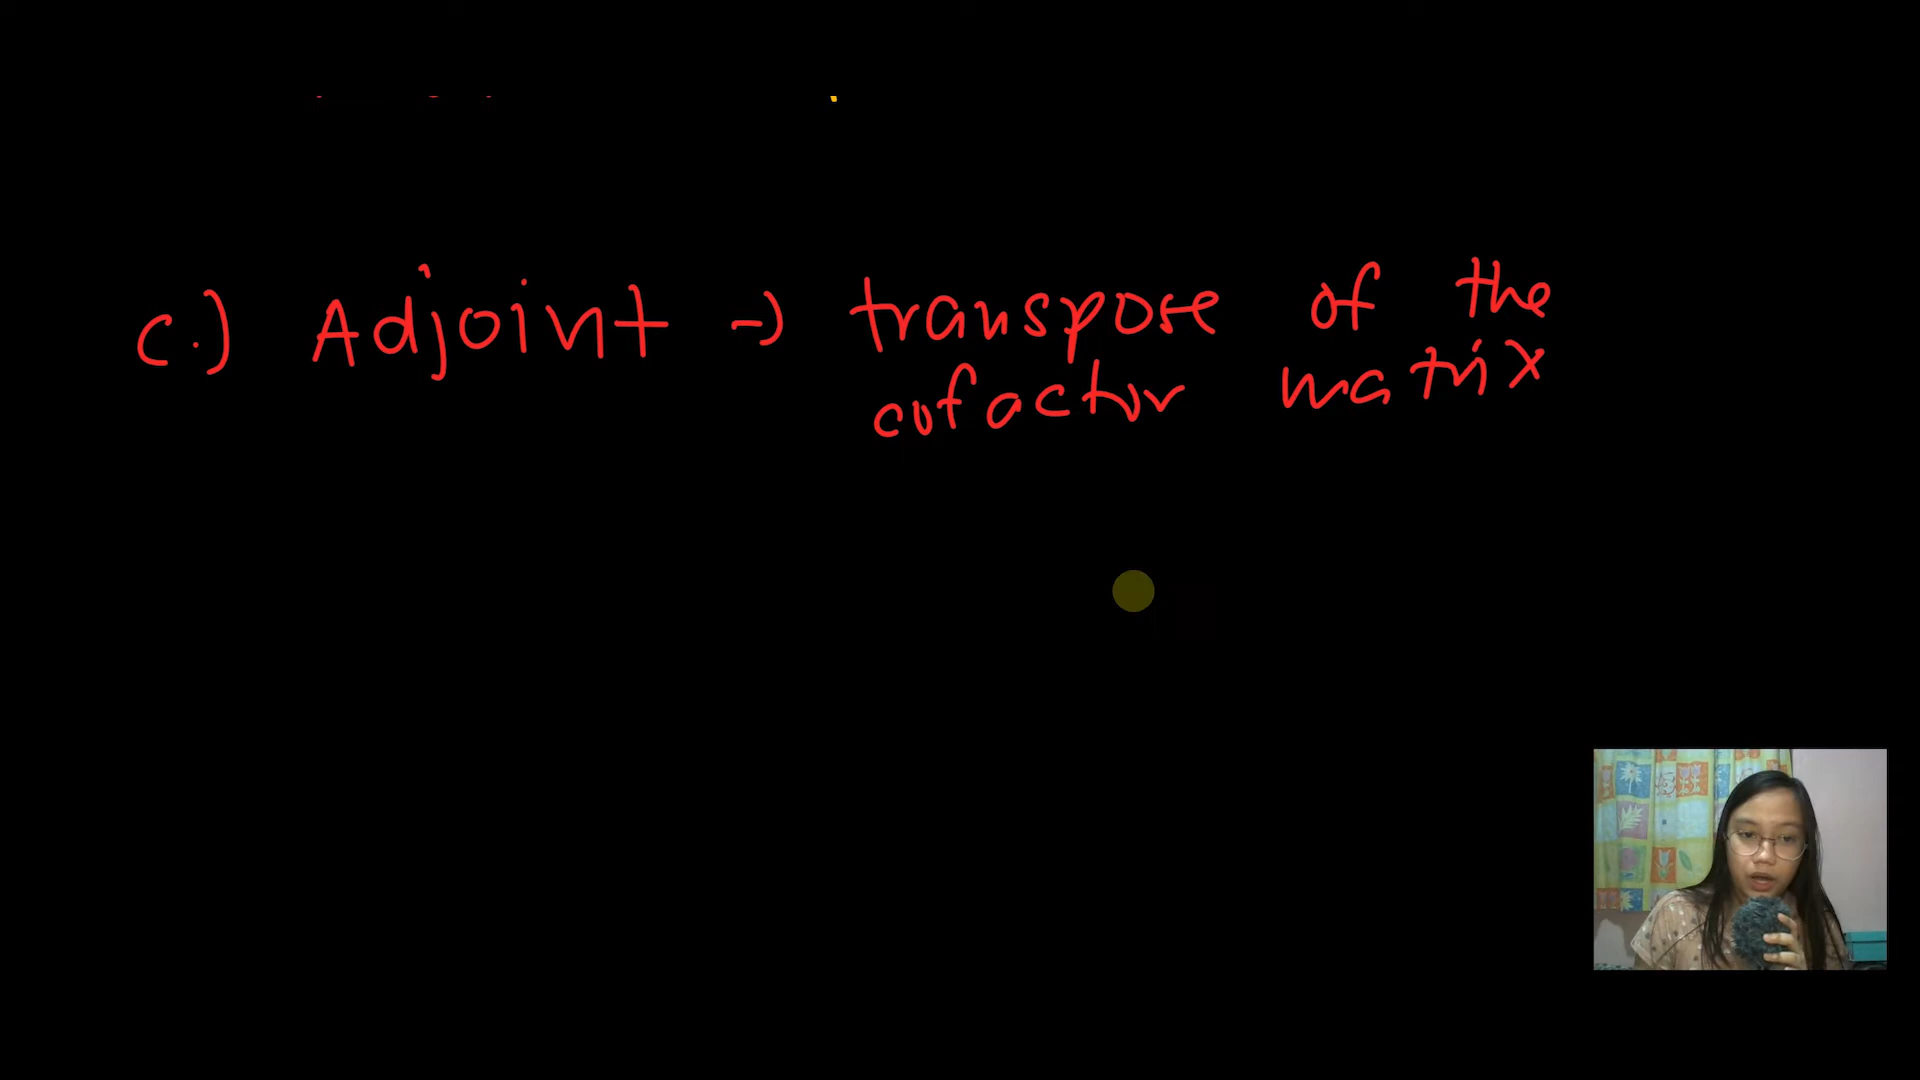 c.) Adjoint → transpose of the
cofactor matrix